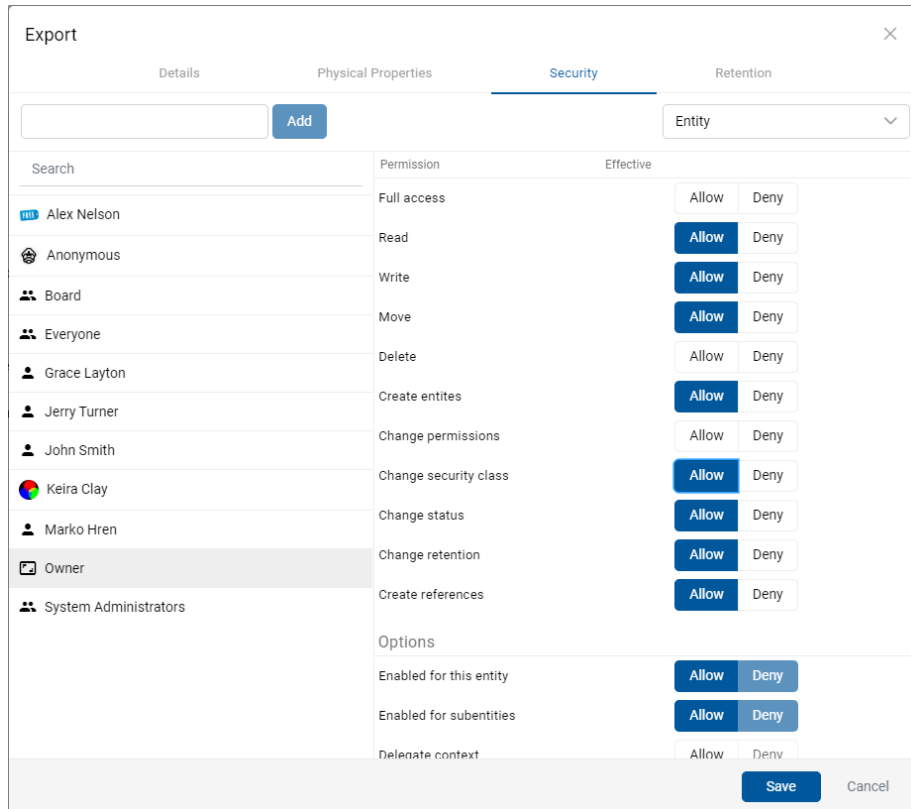 Export
Details Physical Properties Security Retention
Add Entity
Search
Permission Effective
FREE Alex Nelson
Anonymous
Board
Everyone
Grace Layton
Jerry Turner
John Smith
Keira Clay
Marko Hren
Owner
System Administrators
Full access Allow Deny
Read Allow Deny
Write Allow Deny
Move Allow Deny
Delete Allow Deny
Create entites Allow Deny
Change permissions Allow Deny
Change security class Allow Deny
Change status Allow Deny
Change retention Allow Deny
Create references Allow Deny
Options
Enabled for this entity Allow Deny
Enabled for subentities Allow Deny
Delegate context Allow Deny
Save Cancel